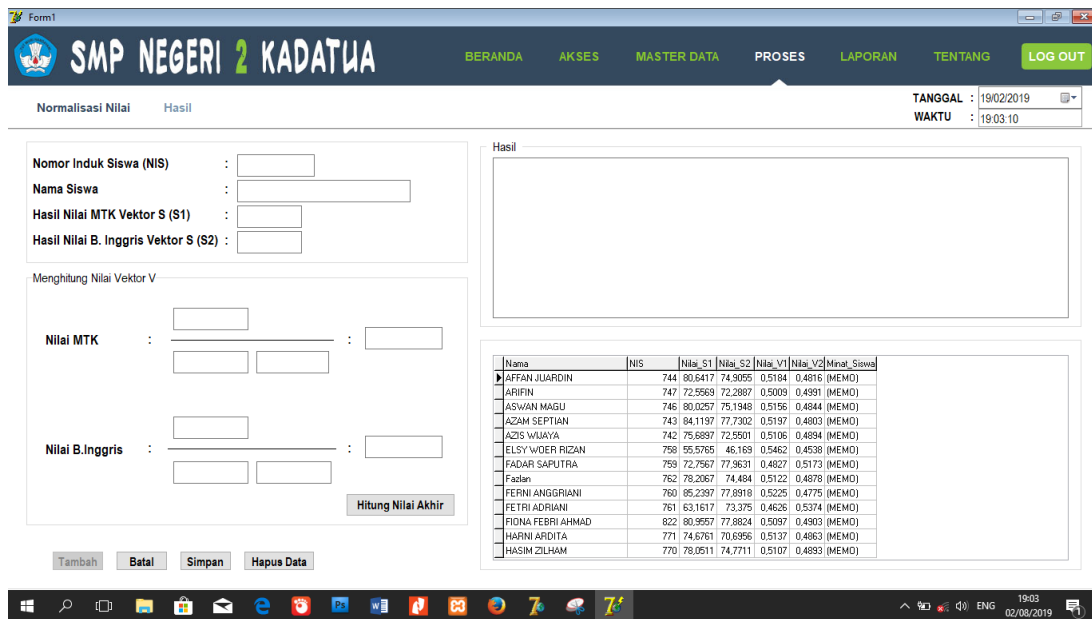 Form1
SMP NEGERI 2 KADATUA
BERANDA AKSES MASTER DATA PROSES LAPORAN TENTANG LOG OUT
Normalisasi Nilai Hasil
TANGGAL : 19/02/2019
WAKTU : 19:03:10
Nomor Induk Siswa (NIS) :
Nama Siswa :
Hasil Nilai MTK Vektor S (S1) :
Hasil Nilai B. Inggris Vektor S (S2) :
Menghitung Nilai Vektor V
Nilai MTK : :
Nilai B.Inggris : :
Hitung Nilai Akhir
Tambah Batal Simpan Hapus Data
Hasil
Nama NIS Nilai_S1 Nilai_S2 Nilai_V1 Nilai_V2 Minat_Siswa
AFFAN JUARDIN 744 80,6417 74,9055 0,5184 0,4816 (MEMO)
ARIFIN 747 72,5569 72,2887 0,5009 0,4991 (MEMO)
ASWAN MAGU 746 80,0257 75,1948 0,5156 0,4844 (MEMO)
AZAM SEPTIAN 743 84,1197 77,7302 0,5197 0,4803 (MEMO)
AZIS WIJAYA 742 75,6897 72,5501 0,5106 0,4894 (MEMO)
ELSY WOER RIZAN 758 55,5765 46,169 0,5462 0,4538 (MEMO)
FADAR SAPUTRA 759 72,7567 77,9631 0,4827 0,5173 (MEMO)
Fazlan 762 78,2067 74,484 0,5122 0,4878 (MEMO)
FERNI ANGGRIANI 760 85,2397 77,8918 0,5225 0,4775 (MEMO)
FETRI ADRIANI 761 63,1617 73,375 0,4626 0,5374 (MEMO)
FIONA FEBRI AHMAD 822 80,9557 77,8824 0,5097 0,4903 (MEMO)
HARNI ARDITA 771 74,6761 70,6956 0,5137 0,4863 (MEMO)
HASIM ZILHAM 770 78,0511 74,7711 0,5107 0,4893 (MEMO)
Ps
ENG
19:03
02/08/2019